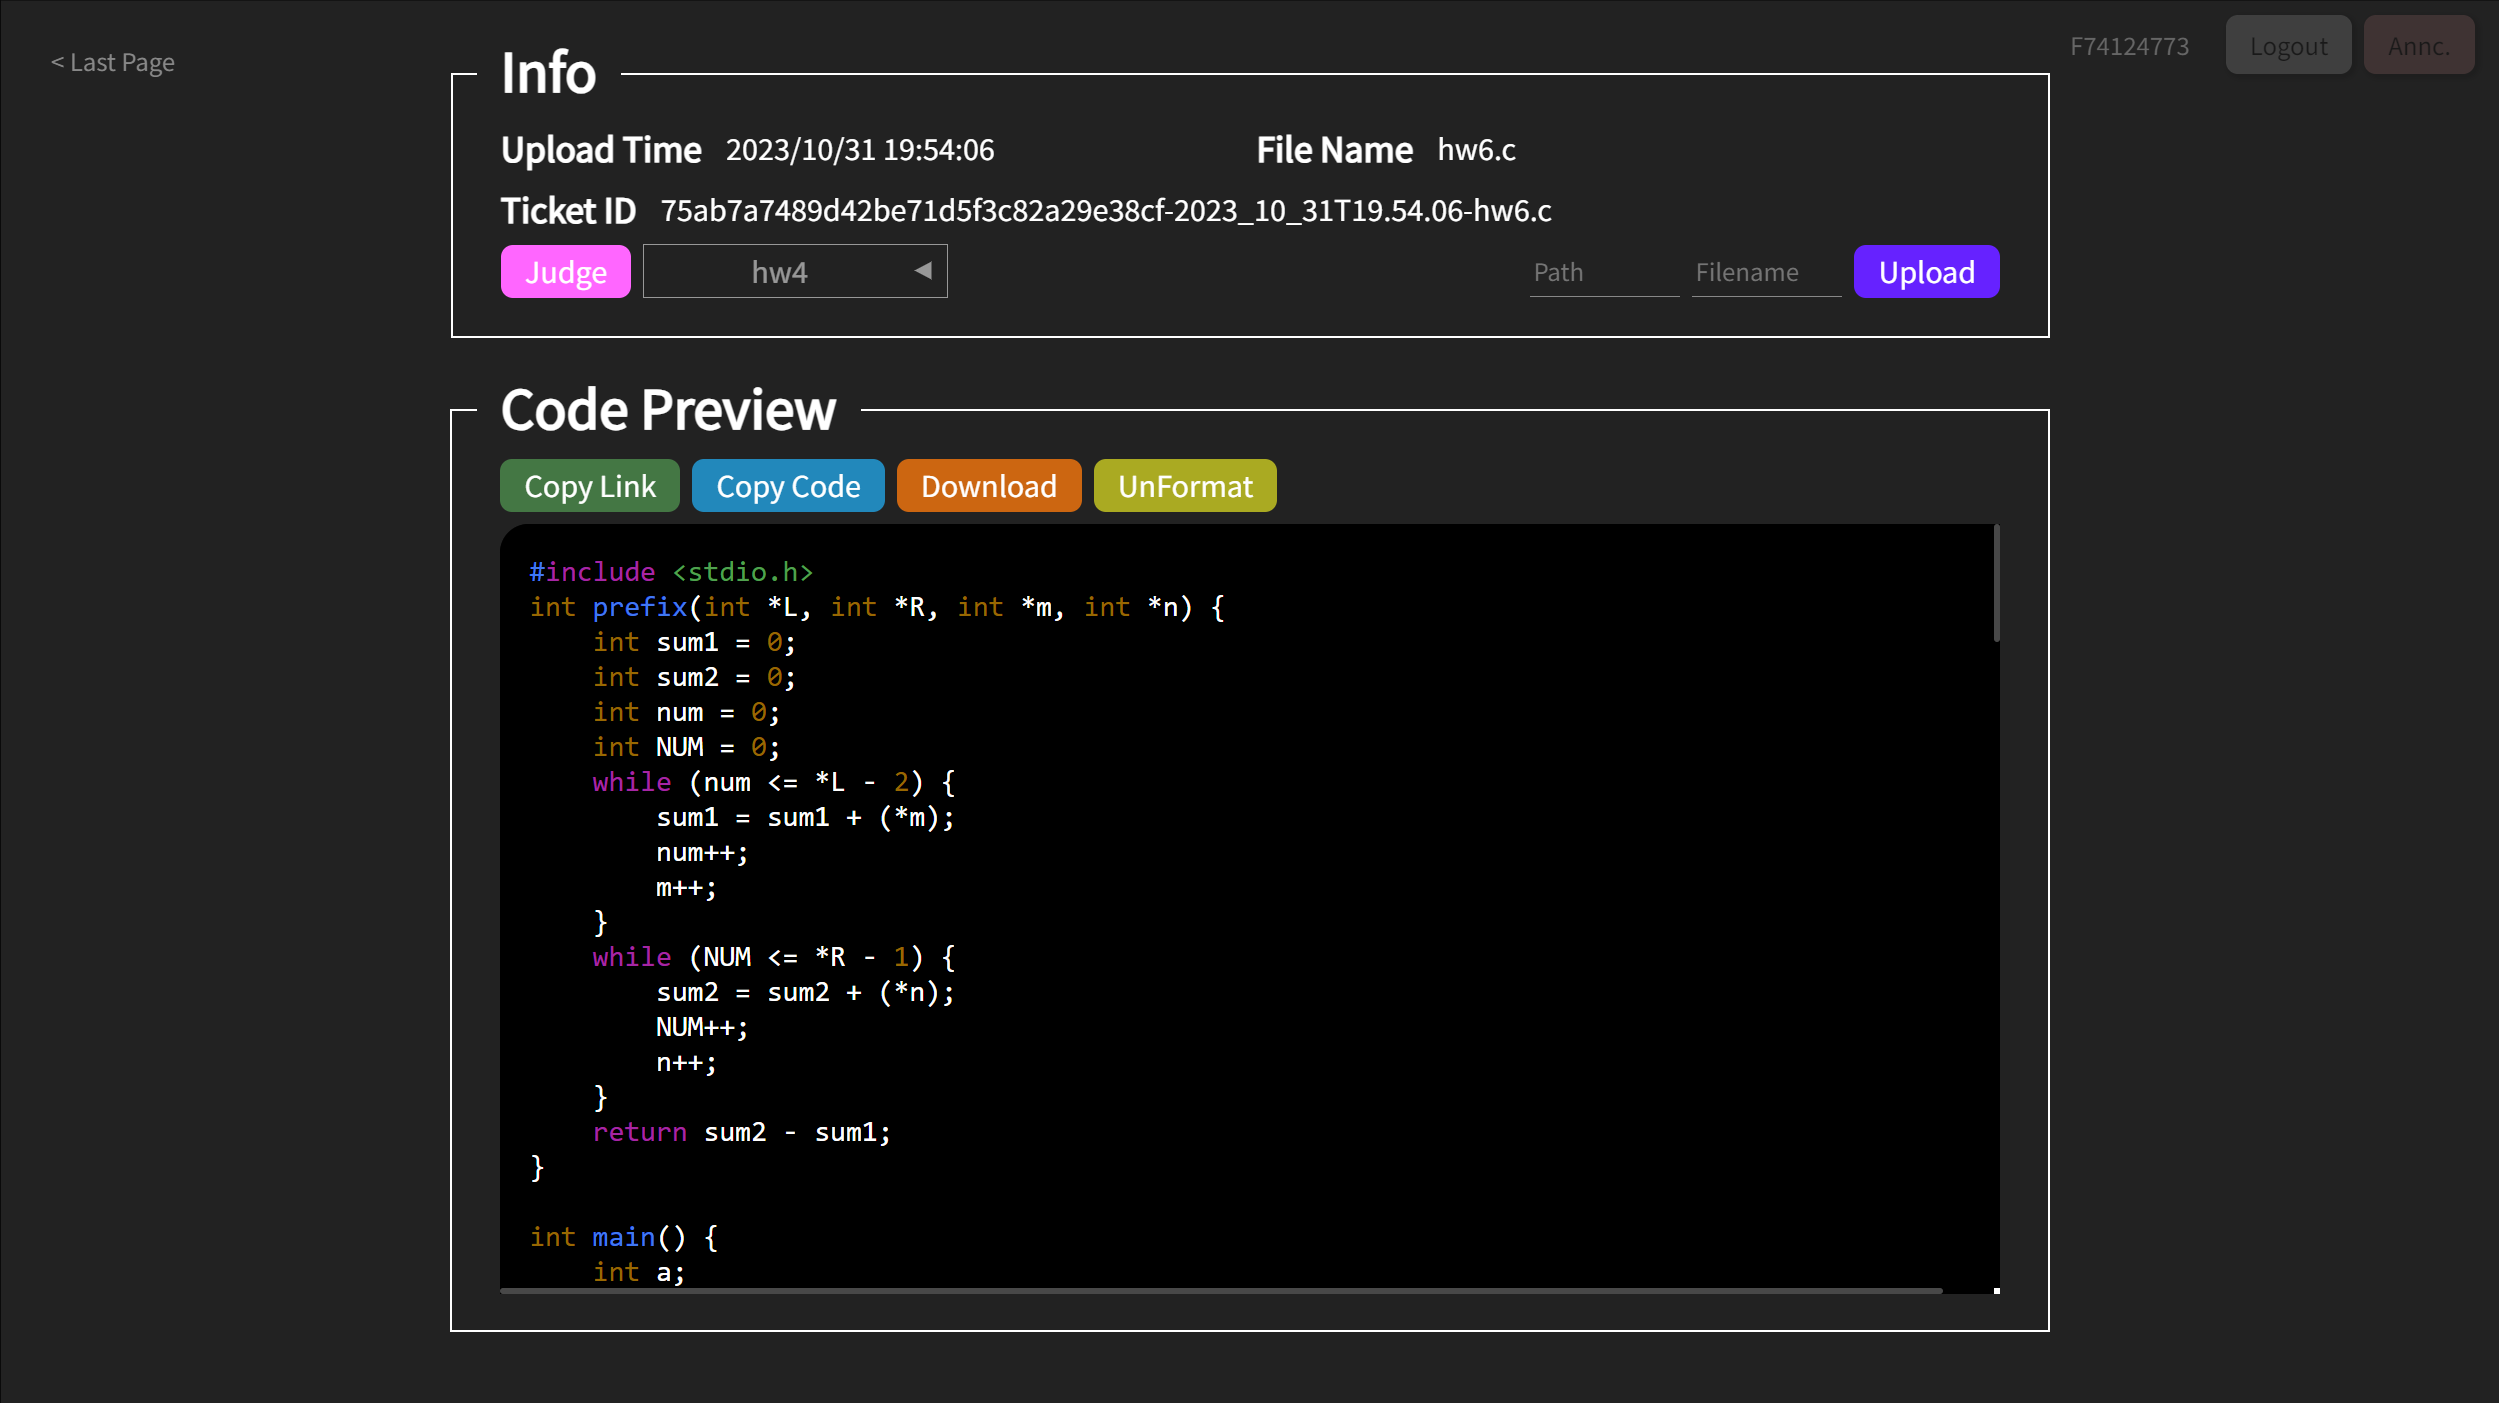 < Last Page
F74124773
Logout
Annc.
Info
Upload Time 2023/10/31 19:54:06
File Name hw6.c
Ticket ID 75ab7a7489d42be71d5f3c82a29e38cf-2023_10_31T19.54.06-hw6.c
Judge
hw4
Path
Filename
Upload
Code Preview
Copy Link
Copy Code
Download
UnFormat
#include <stdio.h>
int prefix(int *L, int *R, int *m, int *n) {
    int sum1 = 0;
    int sum2 = 0;
    int num = 0;
    int NUM = 0;
    while (num <= *L - 2) {
        sum1 = sum1 + (*m);
        num++;
        m++;
    }
    while (NUM <= *R - 1) {
        sum2 = sum2 + (*n);
        NUM++;
        n++;
    }
    return sum2 - sum1;
}

int main() {
    int a;